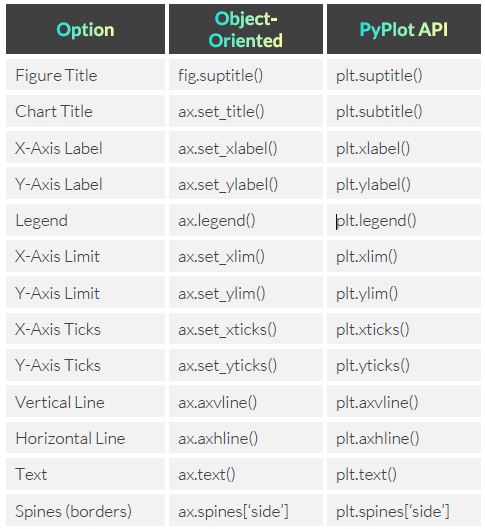 Option Object-Oriented PyPlot API
Figure Title fig.suptitle() plt.suptitle()
Chart Title ax.set_title() plt.subtitle()
X-Axis Label ax.set_xlabel() plt.xlabel()
Y-Axis Label ax.set_ylabel() plt.ylabel()
Legend ax.legend() plt.legend()
X-Axis Limit ax.set_xlim() plt.xlim()
Y-Axis Limit ax.set_ylim() plt.ylim()
X-Axis Ticks ax.set_xticks() plt.xticks()
Y-Axis Ticks ax.set_yticks() plt.yticks()
Vertical Line ax.axvline() plt.axvline()
Horizontal Line ax.axhline() plt.axhline()
Text ax.text() plt.text()
Spines (borders) ax.spines[‘side’] plt.spines[‘side’]